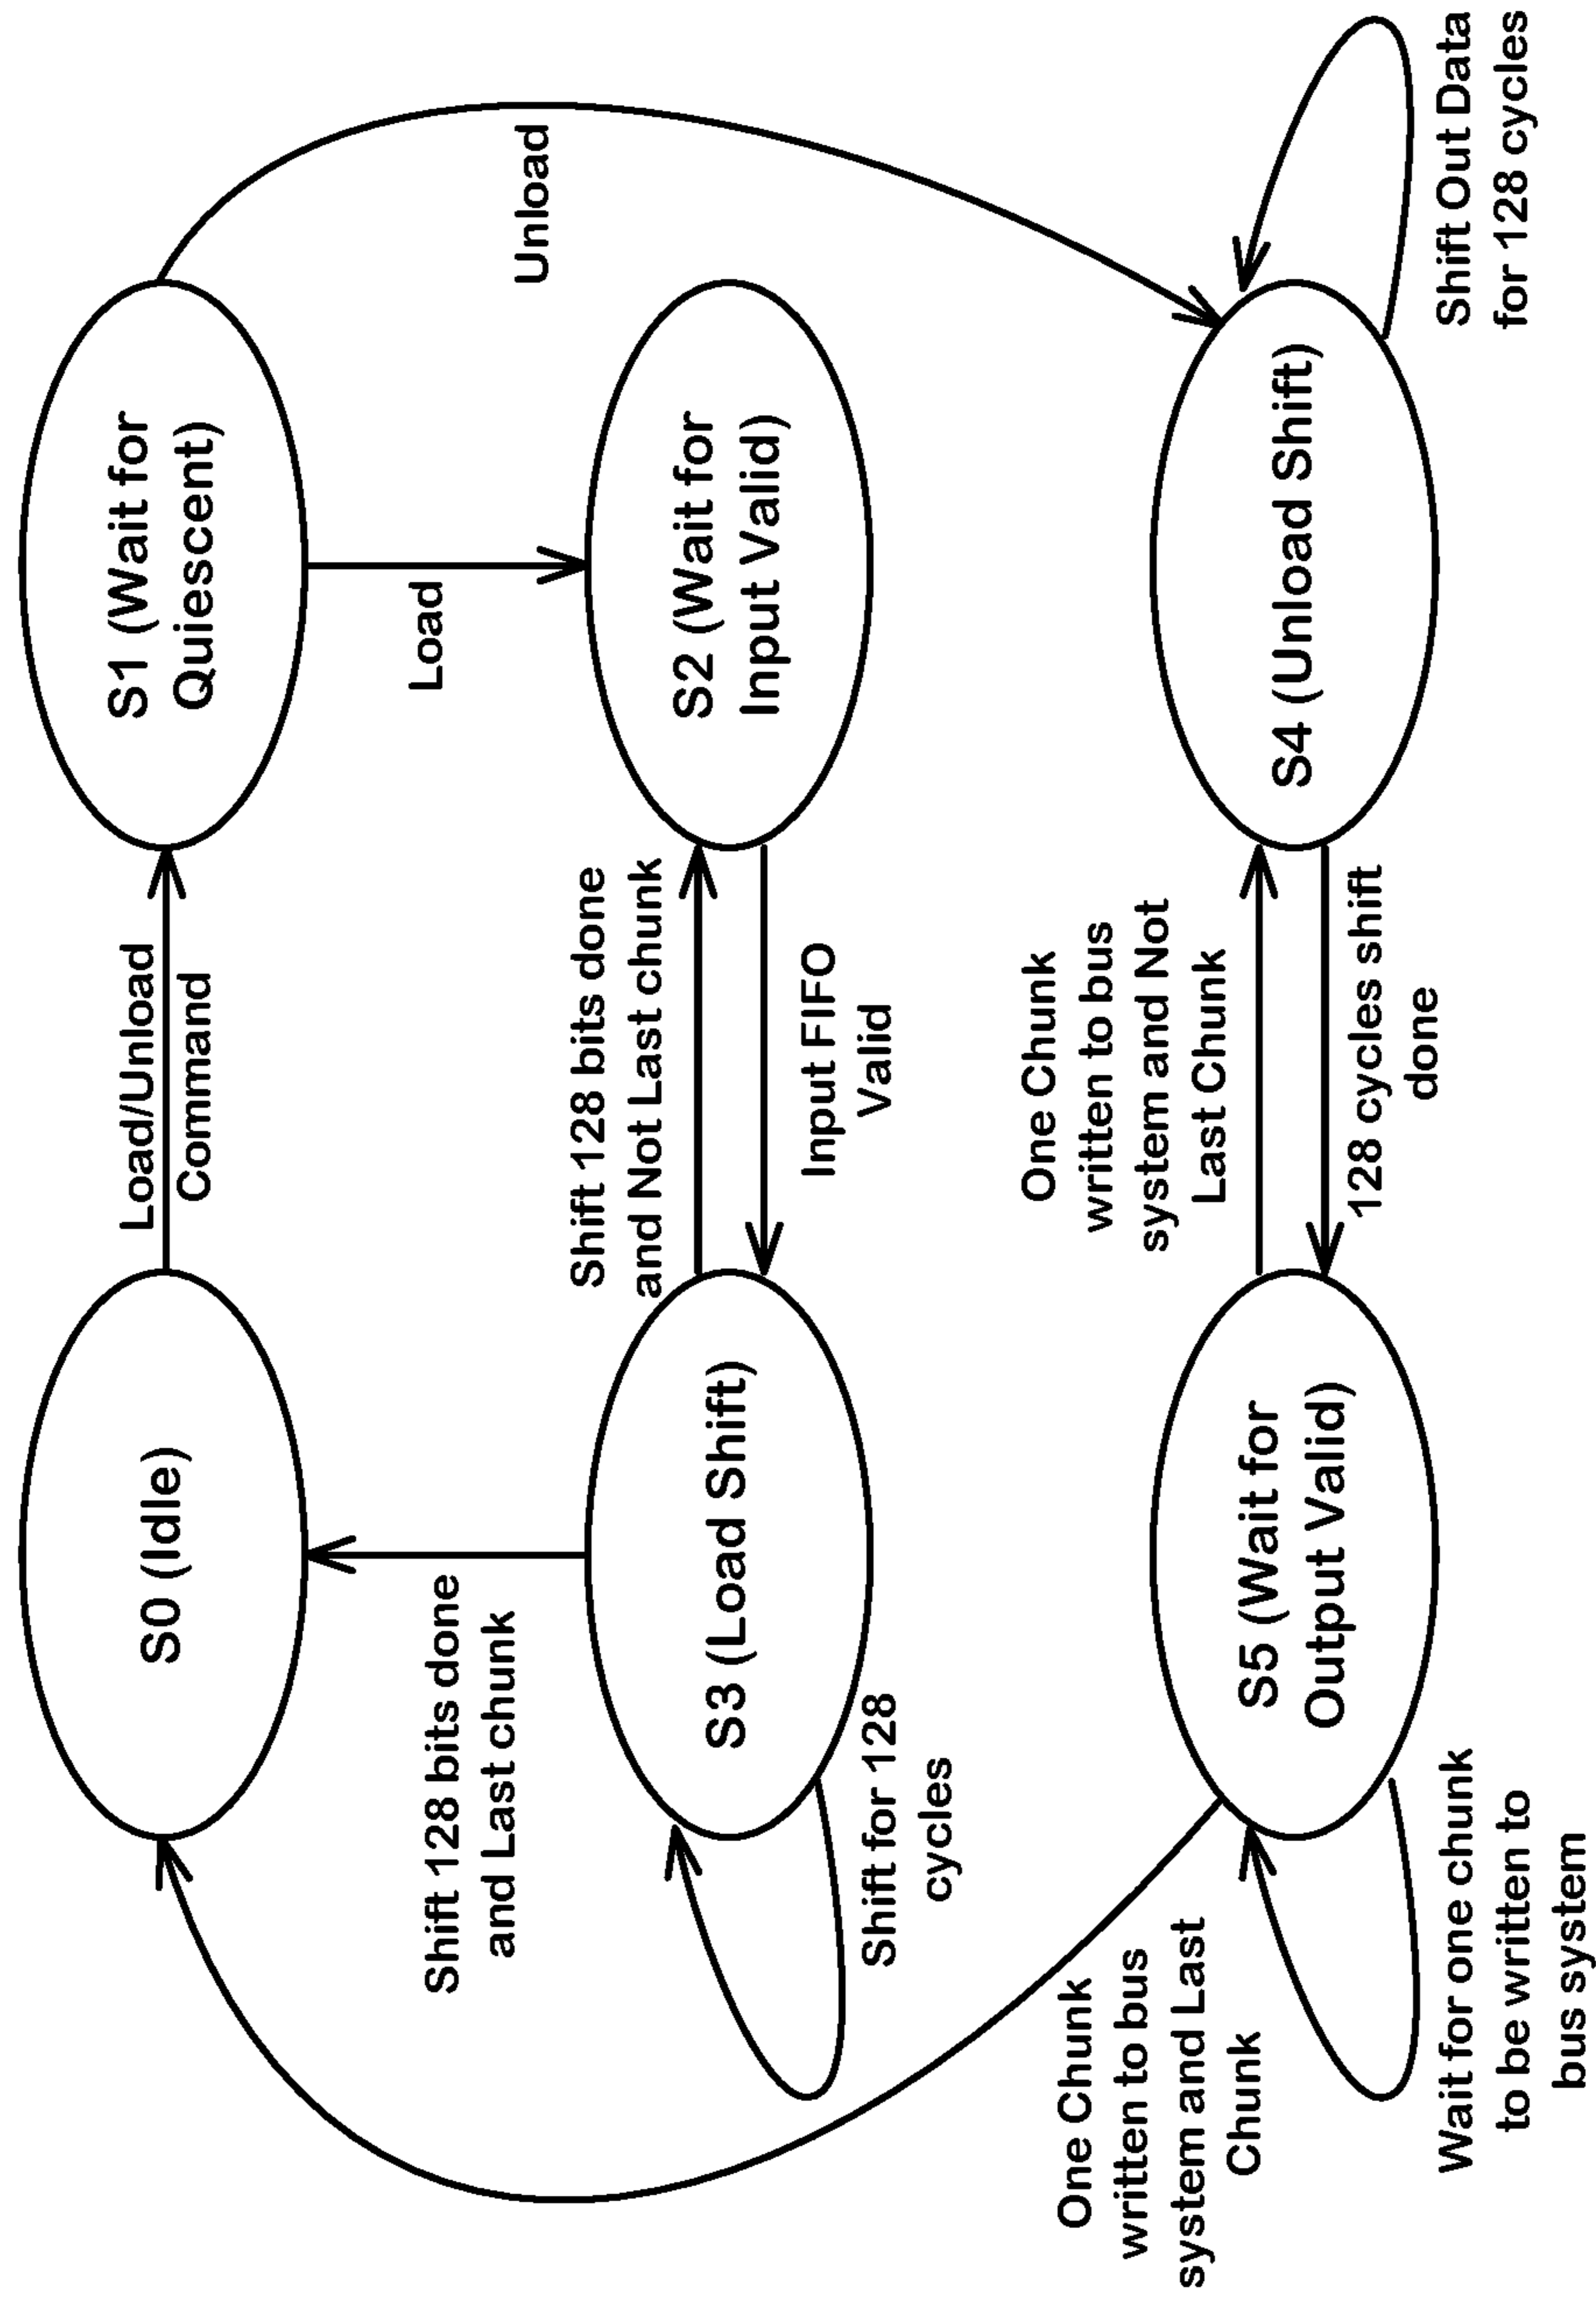 S0 (Idle)
Load/Unload
Command
S1 (Wait for
Quiescent)
Shift 128 bits done
and Last chunk
Load
Unload
Shift 128 bits done
and Not Last chunk
S3 (Load Shift)
S2 (Wait for
Input Valid)
Input FIFO
Valid
Shift for 128
cycles
One Chunk
written to bus
system and Not
Last Chunk
One Chunk
written to bus
system and Last
Chunk
S5 (Wait for
Output Valid)
S4 (Unload Shift)
128 cycles shift
done
Wait for one chunk
to be written to
bus system
Shift Out Data
for 128 cycles